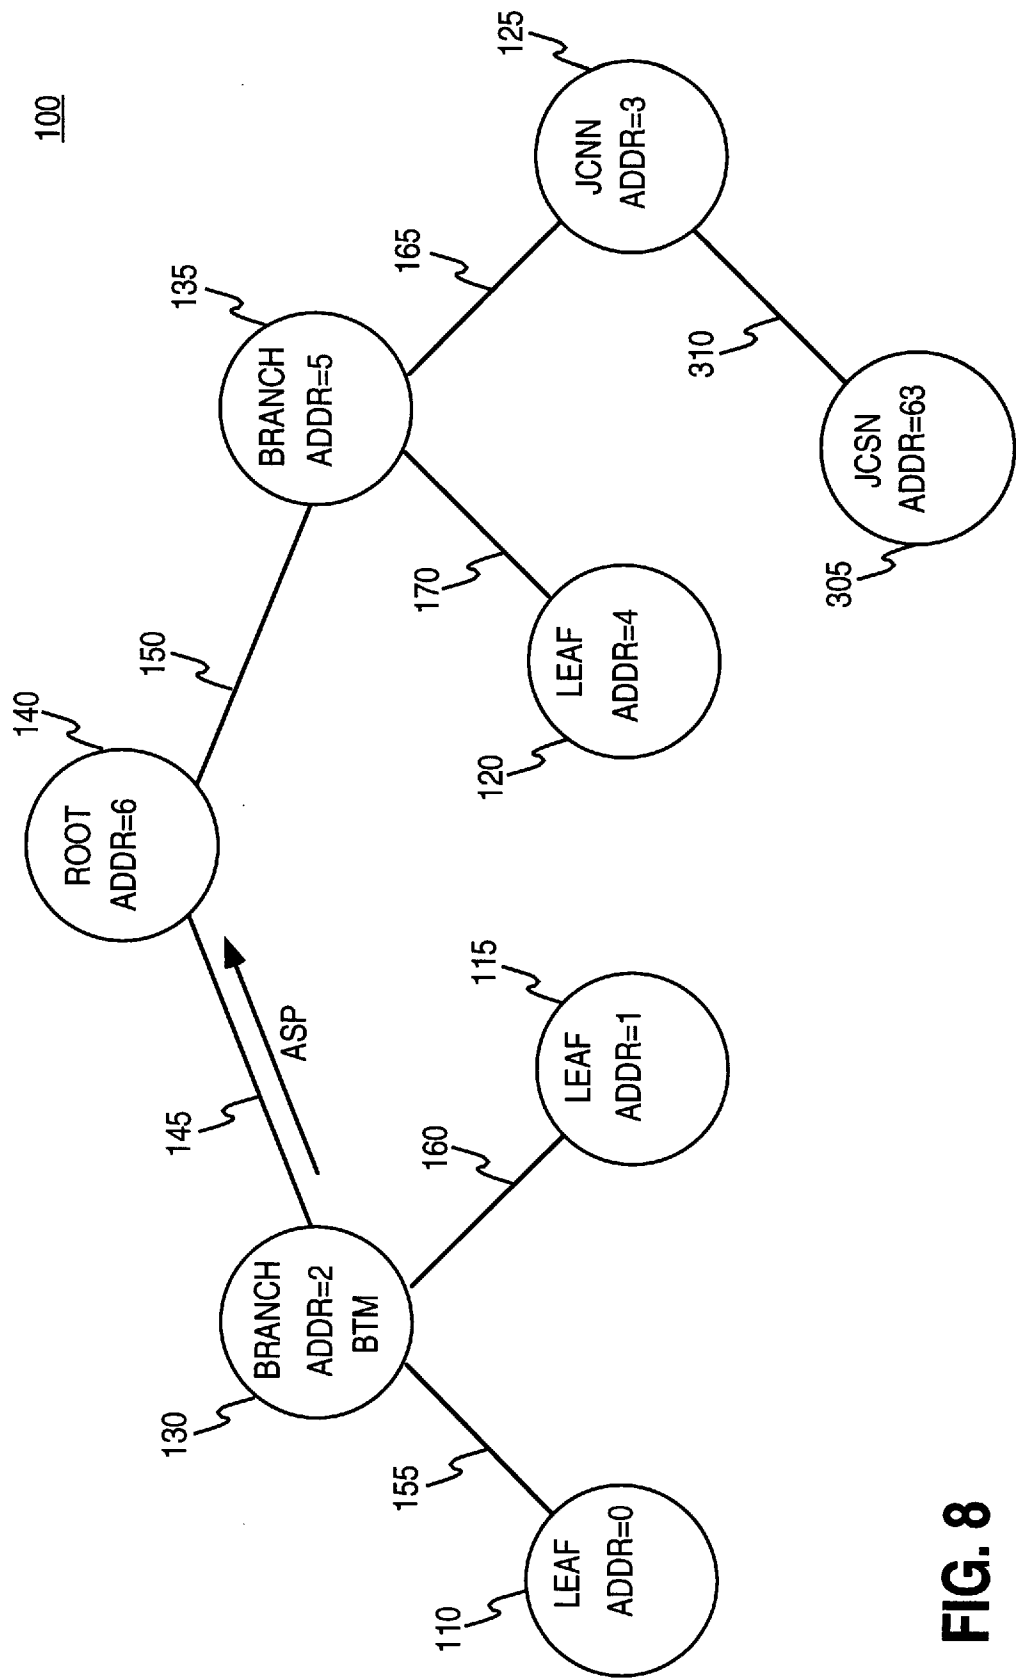 100
140
ROOT
ADDR=6
145
150
ASP
130
BRANCH
ADDR=2
BTM
135
BRANCH
ADDR=5
155
160
170
165
110
LEAF
ADDR=0
115
LEAF
ADDR=1
120
LEAF
ADDR=4
125
JCNN
ADDR=3
310
305
JCSN
ADDR=63
FIG. 8